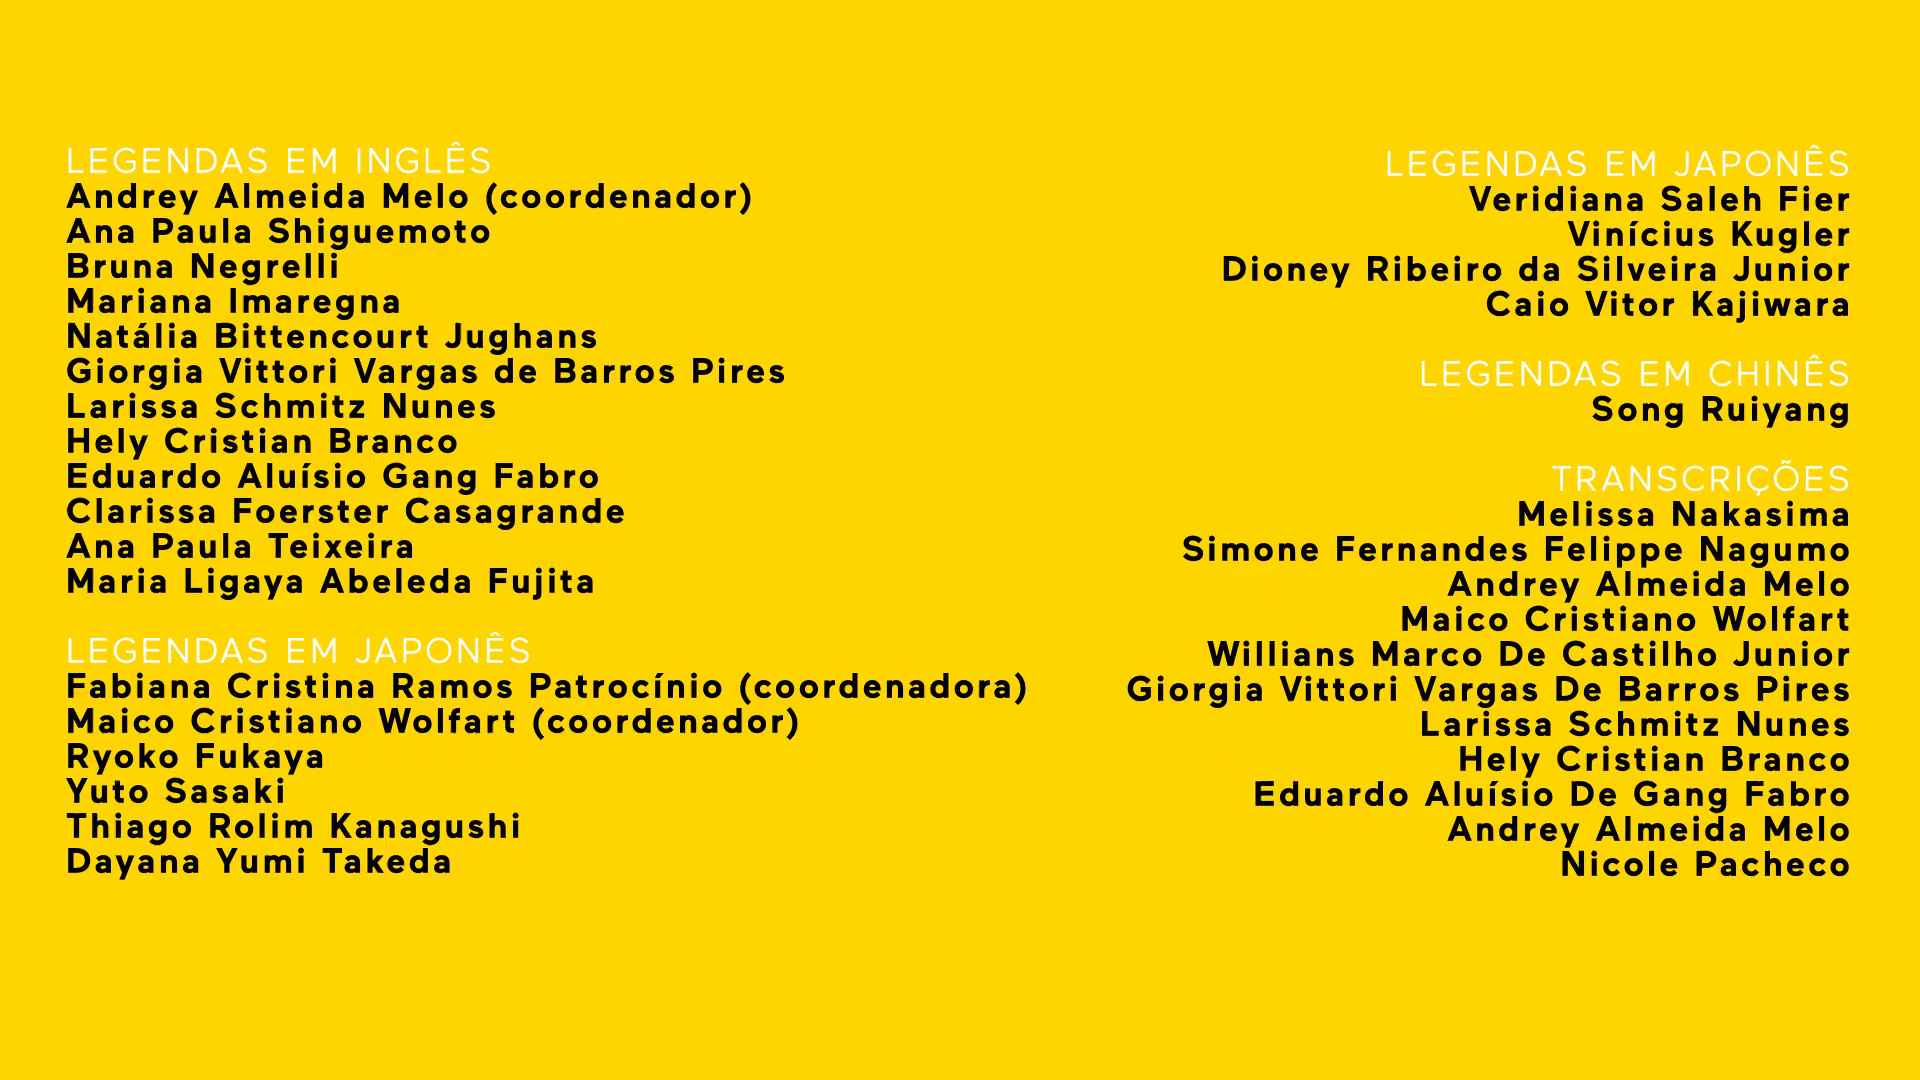 LEGENDAS EM INGLÊS
Andrey Almeida Melo (coordenador)
Ana Paula Shiguemoto
Bruna Negrelli
Mariana Imaregna
Natália Bittencourt Jughans
Giorgia Vittori Vargas de Barros Pires
Larissa Schmitz Nunes
Hely Cristian Branco
Eduardo Aluísio Gang Fabro
Clarissa Foerster Casagrande
Ana Paula Teixeira
Maria Ligaya Abeleda Fujita
LEGENDAS EM JAPONÊS
Fabiana Cristina Ramos Patrocínio (coordenadora)
Maico Cristiano Wolfart (coordenador)
Ryoko Fukaya
Yuto Sasaki
Thiago Rolim Kanagushi
Dayana Yumi Takeda
LEGENDAS EM JAPONÊS
Veridiana Saleh Fier
Vinícius Kugler
Dioney Ribeiro da Silveira Junior
Caio Vitor Kajiwara
LEGENDAS EM CHINÊS
Song Ruiyang
TRANSCRIÇÕES
Melissa Nakasima
Simone Fernandes Felippe Nagumo
Andrey Almeida Melo
Maico Cristiano Wolfart
Willians Marco De Castilho Junior
Giorgia Vittori Vargas De Barros Pires
Larissa Schmitz Nunes
Hely Cristian Branco
Eduardo Aluísio De Gang Fabro
Andrey Almeida Melo
Nicole Pacheco